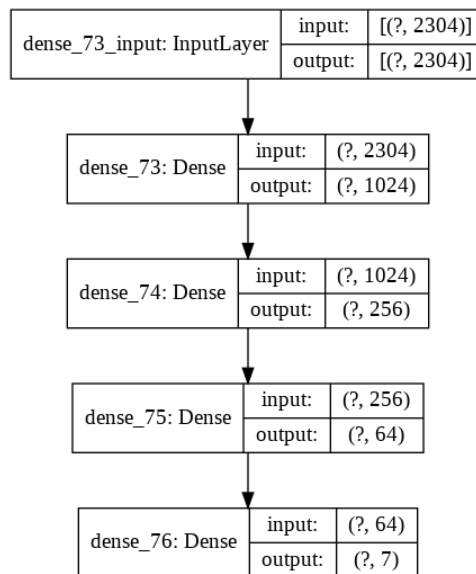 dense_73_input: InputLayer
input: [(?, 2304)]
output: [(?, 2304)]
dense_73: Dense
input: (?, 2304)
output: (?, 1024)
dense_74: Dense
input: (?, 1024)
output: (?, 256)
dense_75: Dense
input: (?, 256)
output: (?, 64)
dense_76: Dense
input: (?, 64)
output: (?, 7)